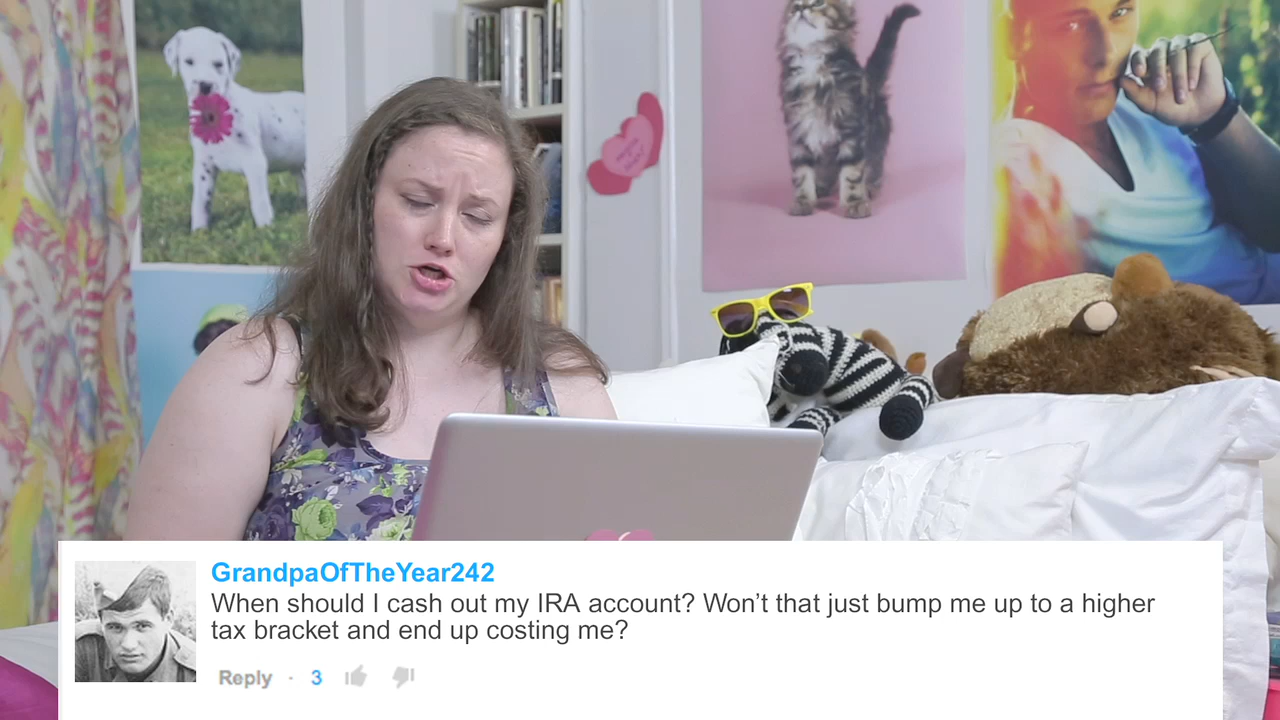 GrandpaOfTheYear242
When should I cash out my IRA account? Won’t that just bump me up to a higher
tax bracket and end up costing me?
Reply · 3